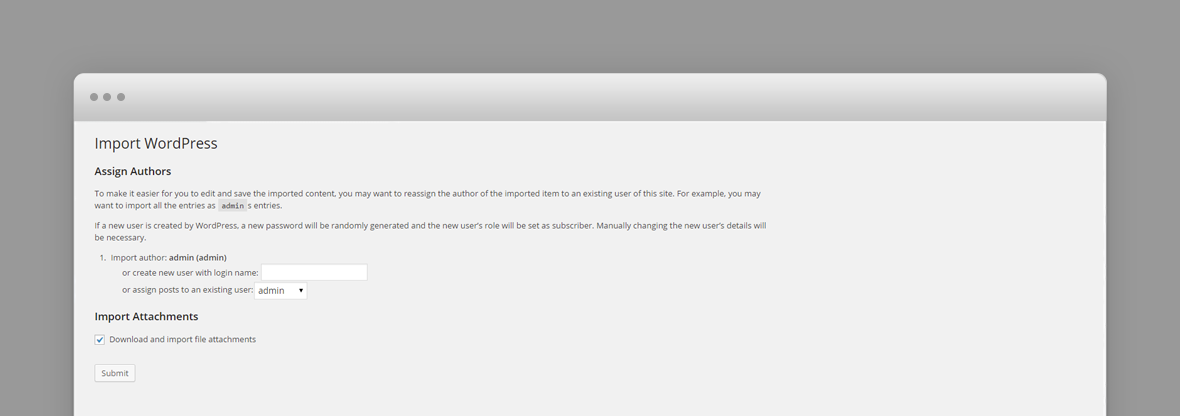 Import WordPress
Assign Authors
To make it easier for you to edit and save the imported content, you may want to reassign the author of the imported item to an existing user of this site. For example, you may
want to import all the entries as admin s entries.
If a new user is created by WordPress, a new password will be randomly generated and the new user's role will be set as subscriber. Manually changing the new user's details will
be necessary.
1. Import author: admin (admin)
or create new user with login name:
or assign posts to an existing user: admin
Import Attachments
Download and import file attachments
Submit